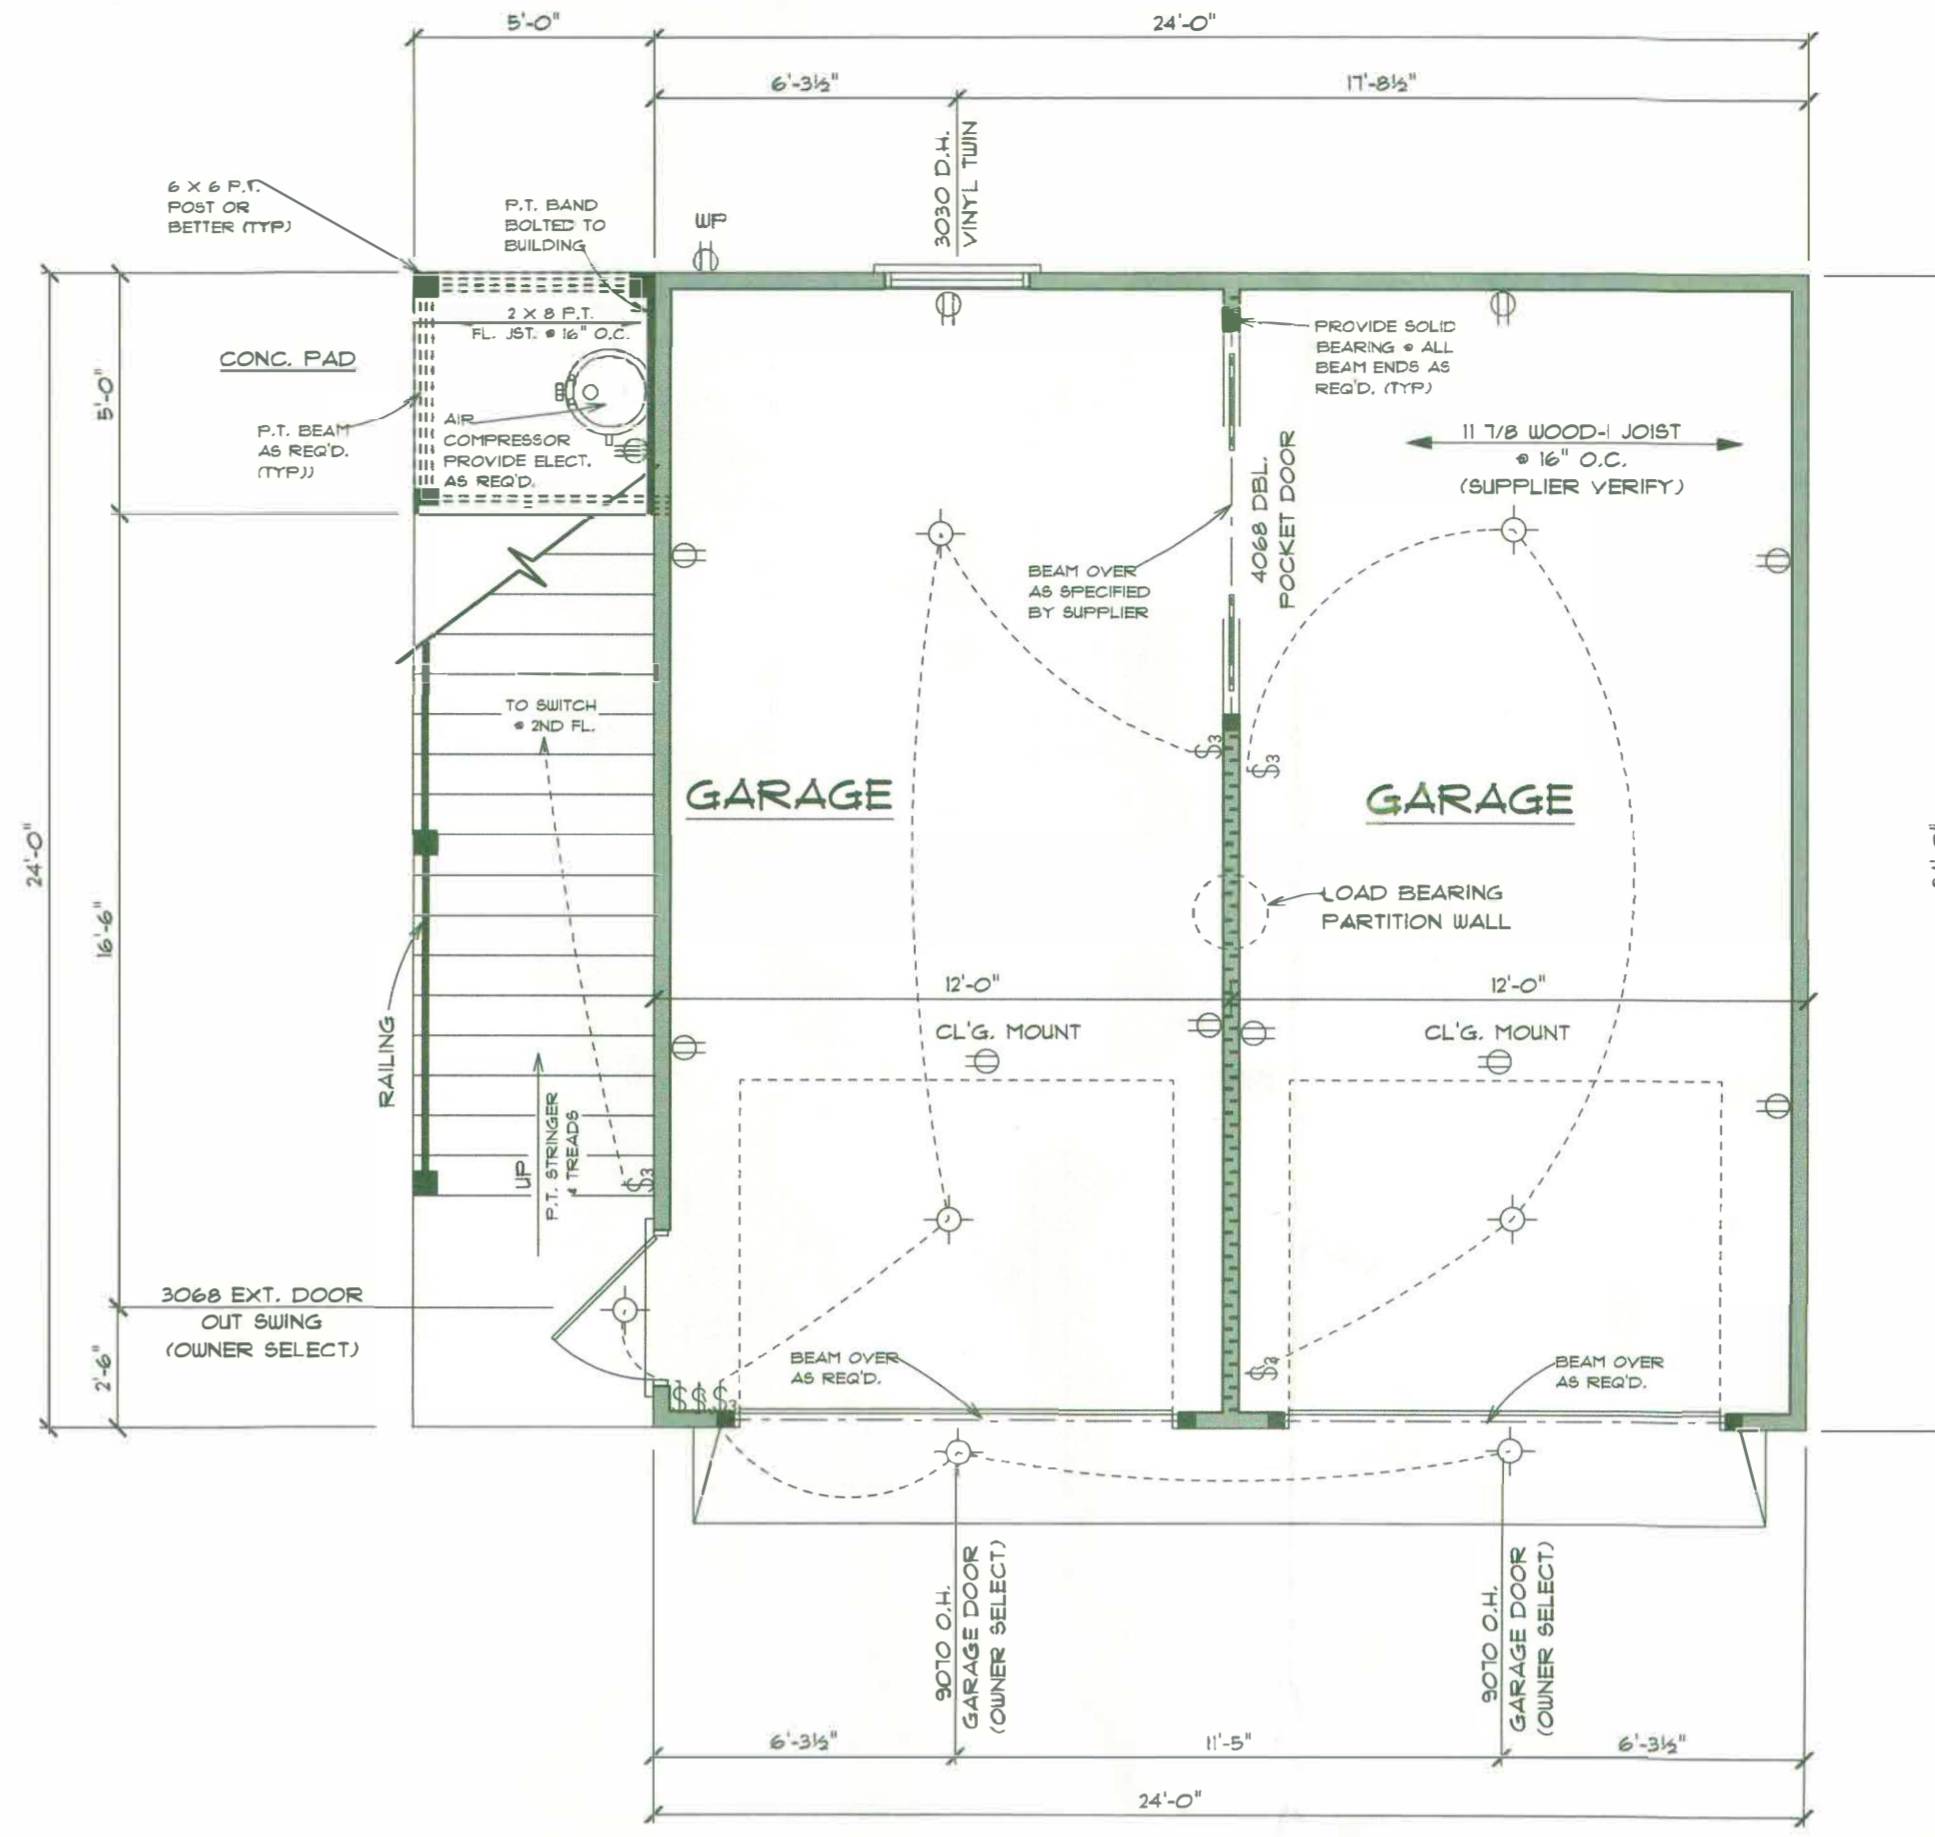 5'-0"
24'-0"
6'-3½"
17'-8½"
3030 D.H.
VINYL TWIN
6 X 6 P.T.
POST OR
BETTER (TYP)
P.T. BAND
BOLTED TO
BUILDING
WP
2 X 8 P.T.
FL. JST. @ 16" O.C.
CONC. PAD
PROVIDE SOLID
BEARING @ ALL
BEAM ENDS AS
REQ'D. (TYP)
5'-0"
P.T. BEAM
AS REQ'D.
(TYP))
AIR
COMPRESSOR
PROVIDE ELECT.
AS REQ'D.
11 7/8 WOOD-I JOIST
@ 16" O.C.
(SUPPLIER VERIFY)
4068 DBL.
POCKET DOOR
BEAM OVER
AS SPECIFIED
BY SUPPLIER
TO SWITCH
@ 2ND FL.
$3
$3
GARAGE
GARAGE
24'-0"
16'-6"
LOAD BEARING
PARTITION WALL
12'-0"
12'-0"
RAILING
CL'G. MOUNT
CL'G. MOUNT
UP
P.T. STRINGER
& TREADS
$3
3068 EXT. DOOR
OUT SWING
(OWNER SELECT)
2'-6"
BEAM OVER
AS REQ'D.
BEAM OVER
AS REQ'D.
$ $ $3
$3
9070 O.H.
GARAGE DOOR
(OWNER SELECT)
9070 O.H.
GARAGE DOOR
(OWNER SELECT)
6'-3½"
11'-5"
6'-3½"
24'-0"